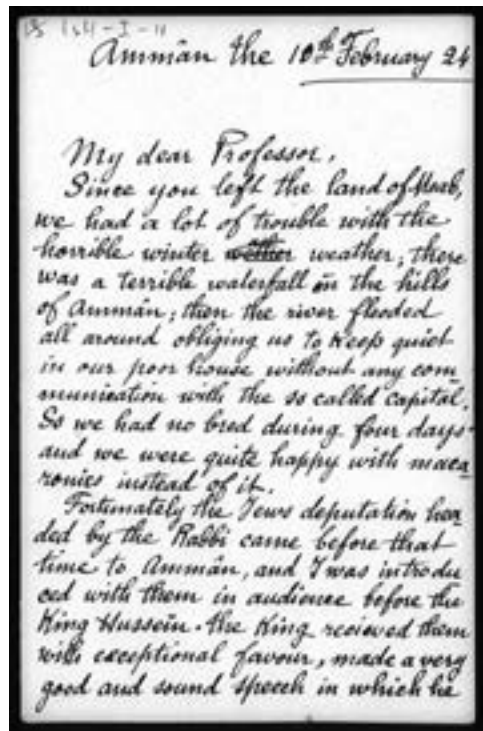 Ammân the 10th February 24
My dear Professor,
Since you left the land of Moab,
we had a lot of trouble with the
horrible winter wether weather; there
was a terrible waterfall in the hills
of Ammân; then the river flooded
all around obliging us to keep quiet
in our poor house without any com
munication with the so called capital.
So we had no bred during four days
and we were quite happy with maca
ronies instead of it.
Fortunately the Jews deputation hea
ded by the Rabbi came before that
time to Ammân, and I was introdu
ced with them in audience before the
King Hussein. the King recieved them
with exceptional favour, made a very
good and sound speech in which he